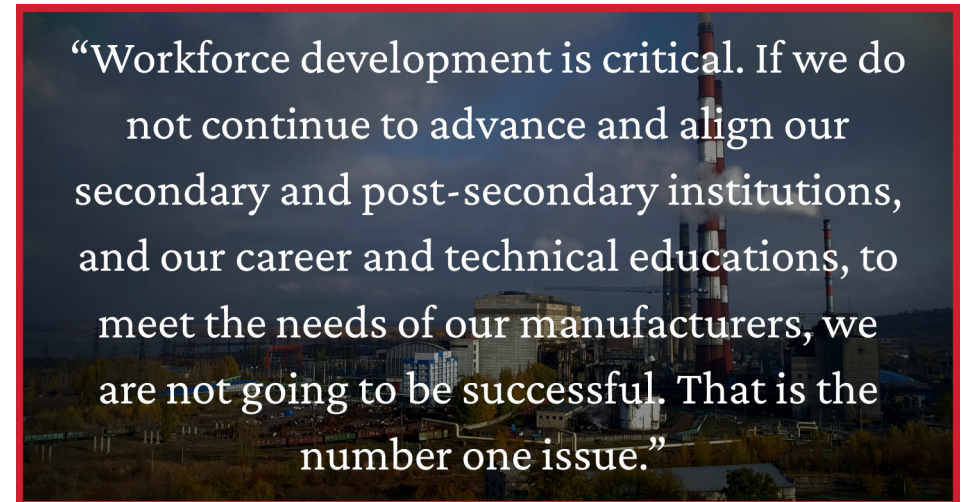 “Workforce development is critical. If we do
not continue to advance and align our
secondary and post-secondary institutions,
and our career and technical educations, to
meet the needs of our manufacturers, we
are not going to be successful. That is the
number one issue.”